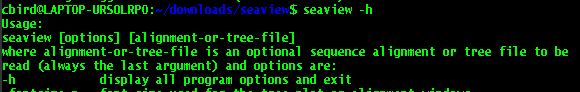 cbird@LAPTOP-URSOLRPO:~/downloads/seaview$ seaview -h
Usage:
seaview [options] [alignment-or-tree-file]
where alignment-or-tree-file is an optional sequence alignment or tree file to be
read (always the last argument) and options are:
-h          display all program options and exit